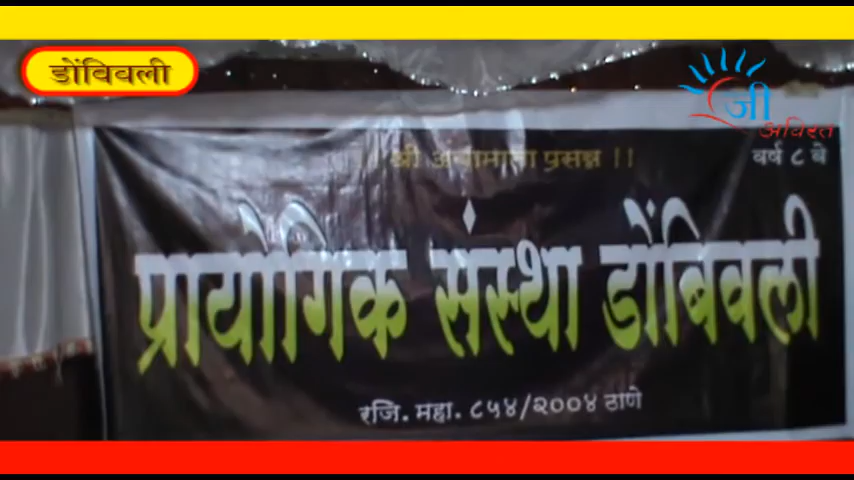 डोंबिवली
जी
अविरत
|| श्री अंबामाता प्रसन्न ||
वर्ष ८ वे
प्रायोगिक संस्था डोंबिवली
रजि. महा. ८५४/२००४ ठाणे